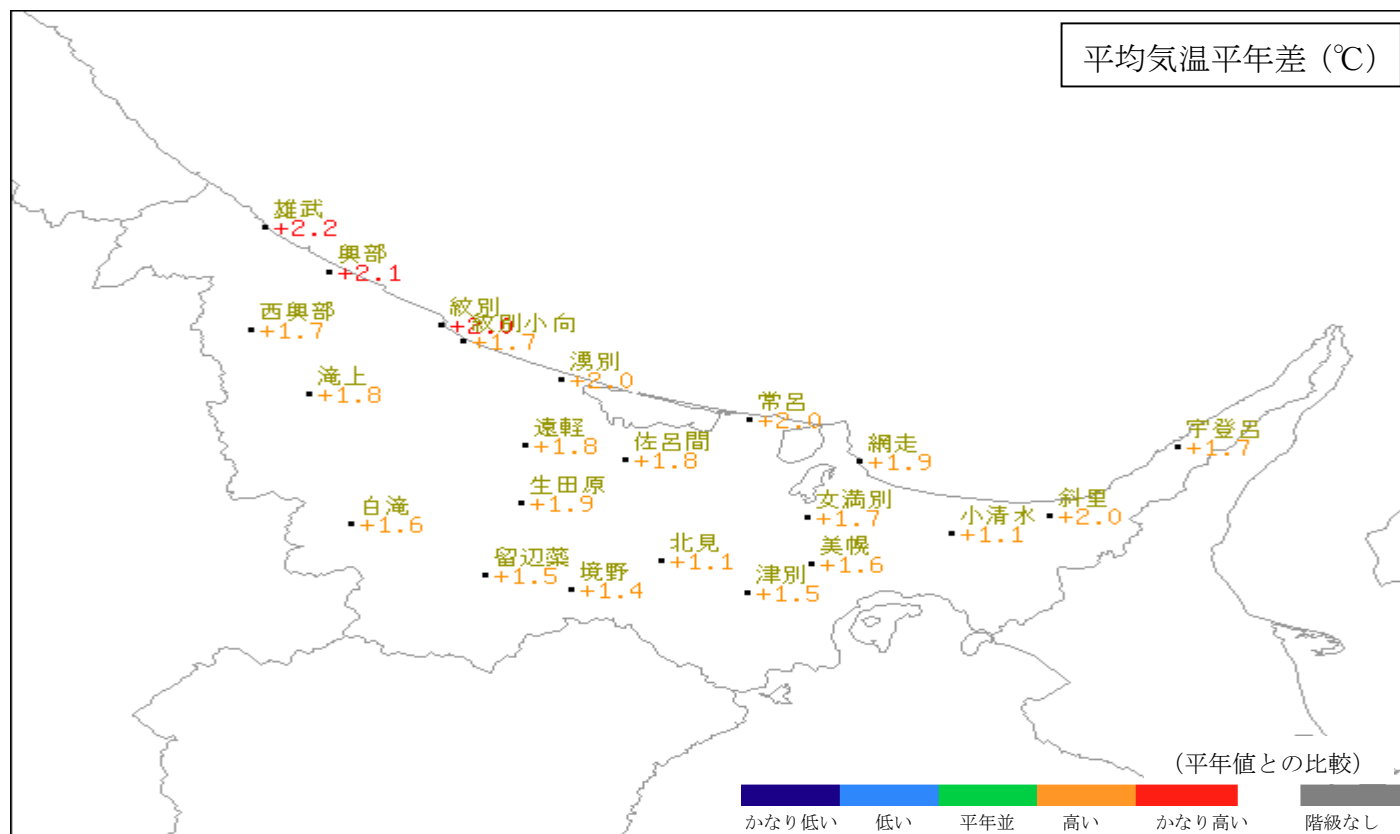 平均気温平年差（℃）
雄武
+2.2
興部
+2.1
西興部
+1.7
紋別
+2.0
紋別小向
+1.7
滝上
+1.8
湧別
+2.0
常呂
+2.0
遠軽
+1.8
佐呂間
+1.8
網走
+1.9
宇登呂
+1.7
生田原
+1.9
白滝
+1.6
女満別
+1.7
小清水
+1.1
斜里
+2.0
留辺蘂
+1.5
境野
+1.4
北見
+1.1
津別
+1.5
美幌
+1.6
（平年値との比較）
かなり低い 低い 平年並 高い かなり高い 階級なし